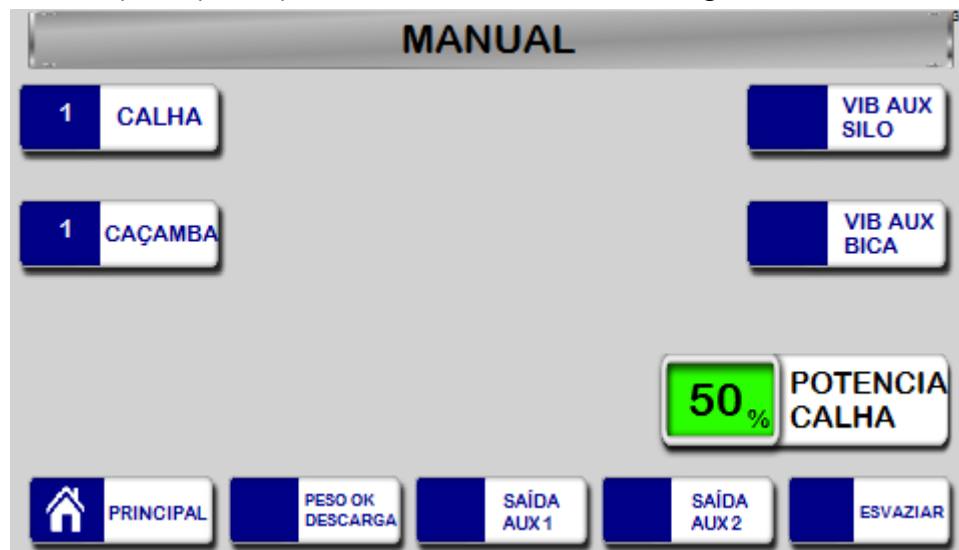 MANUAL
1 CALHA
VIB AUX
SILO
1 CAÇAMBA
VIB AUX
BICA
50 %
POTENCIA
CALHA
PRINCIPAL
PESO OK
DESCARGA
SAÍDA
AUX 1
SAÍDA
AUX 2
ESVAZIAR